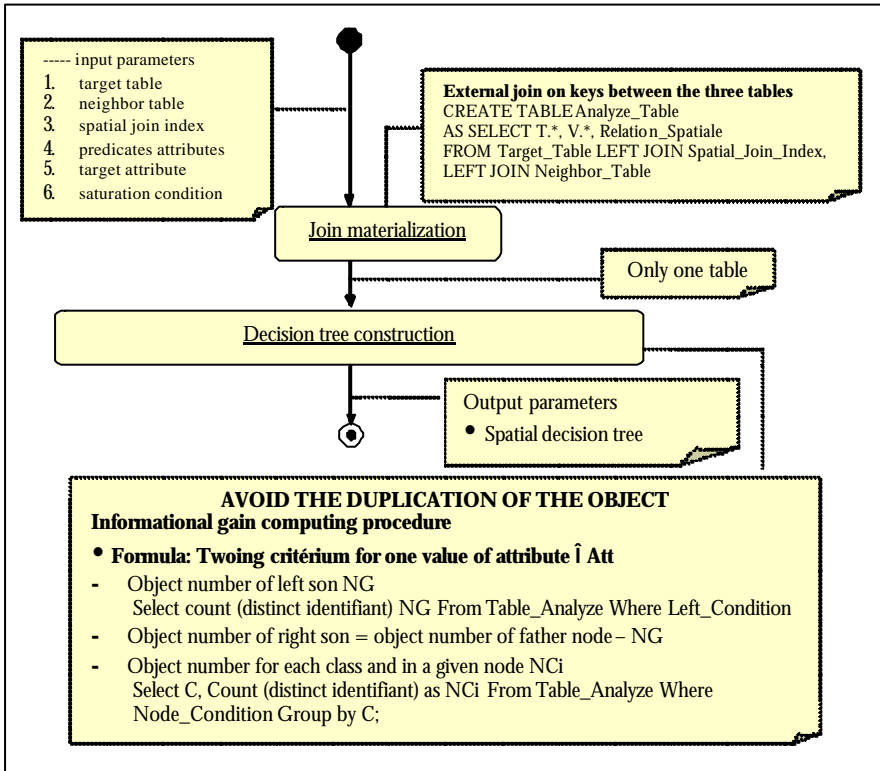 ----- input parameters
1. target table
2. neighbor table
3. spatial join index
4. predicates attributes
5. target attribute
6. saturation condition
External join on keys between the three tables
CREATE TABLE Analyze_Table
AS SELECT T.*, V.*, Relation_Spatiale
FROM Target_Table LEFT JOIN Spatial_Join_Index,
LEFT JOIN Neighbor_Table
Join materialization
Only one table
Decision tree construction
Output parameters
• Spatial decision tree
AVOID THE DUPLICATION OF THE OBJECT
Informational gain computing procedure
• Formula: Twoing critérium for one value of attribute Î Att
- Object number of left son NG
Select count (distinct identifiant) NG From Table_Analyze Where Left_Condition
- Object number of right son = object number of father node – NG
- Object number for each class and in a given node NCi
Select C, Count (distinct identifiant) as NCi From Table_Analyze Where
Node_Condition Group by C;